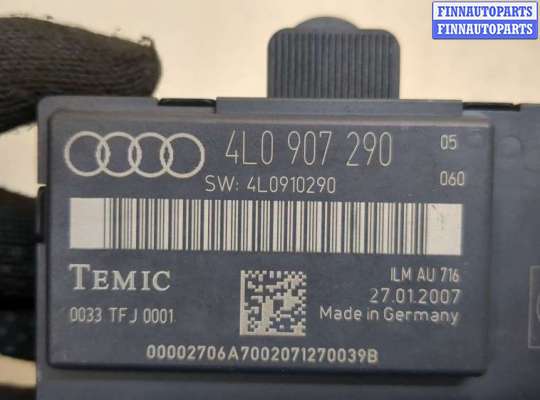 FINNAUTOPARTS
FINNAUTOPARTS
4L0 907 290 05
SW: 4L0910290 060
TEMIC
ILM AU 716
27.01.2007
0033 TFJ 0001
Made in Germany
00002706A7002071270039B